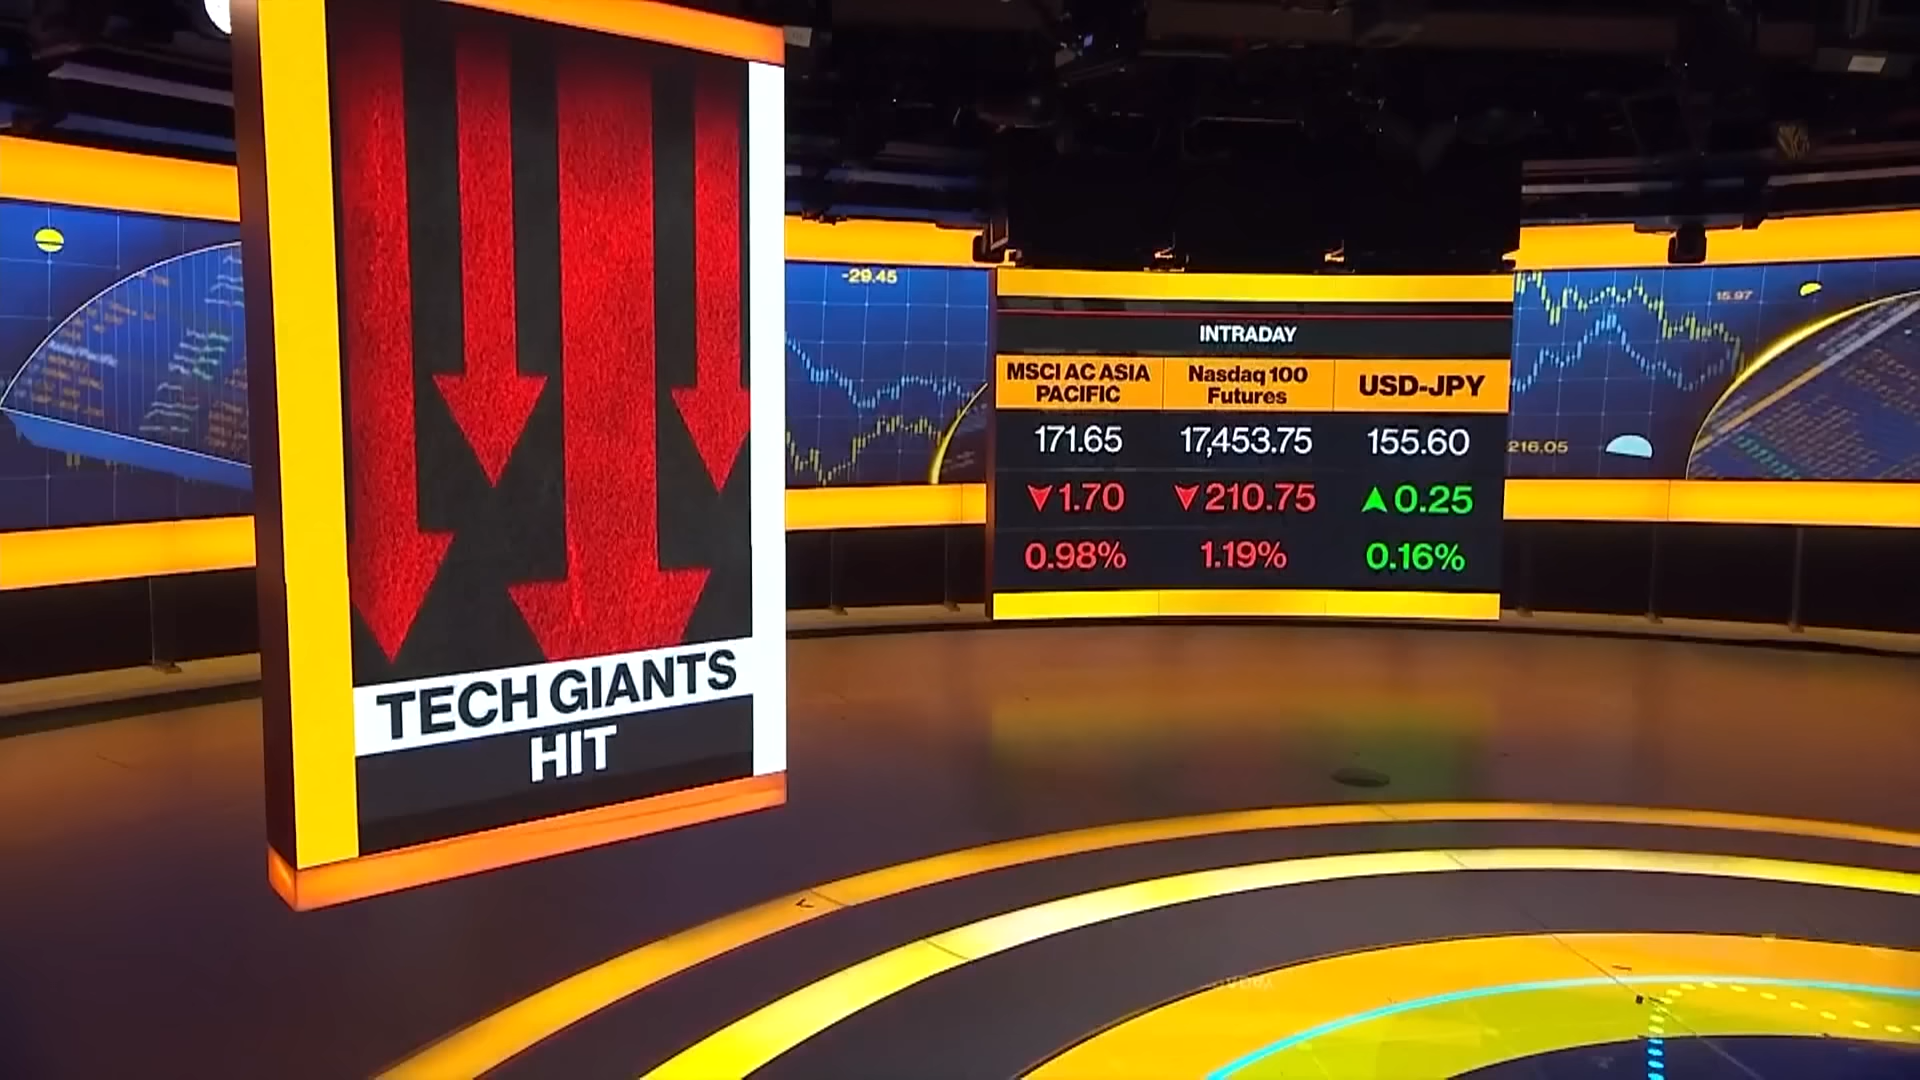 TECH GIANTS
HIT
-29.45
INTRADAY
MSCI AC ASIA
PACIFIC
Nasdaq 100
Futures
USD-JPY
171.65
17,453.75
155.60
▼1.70
▼210.75
▲0.25
0.98%
1.19%
0.16%
15.97
216.05